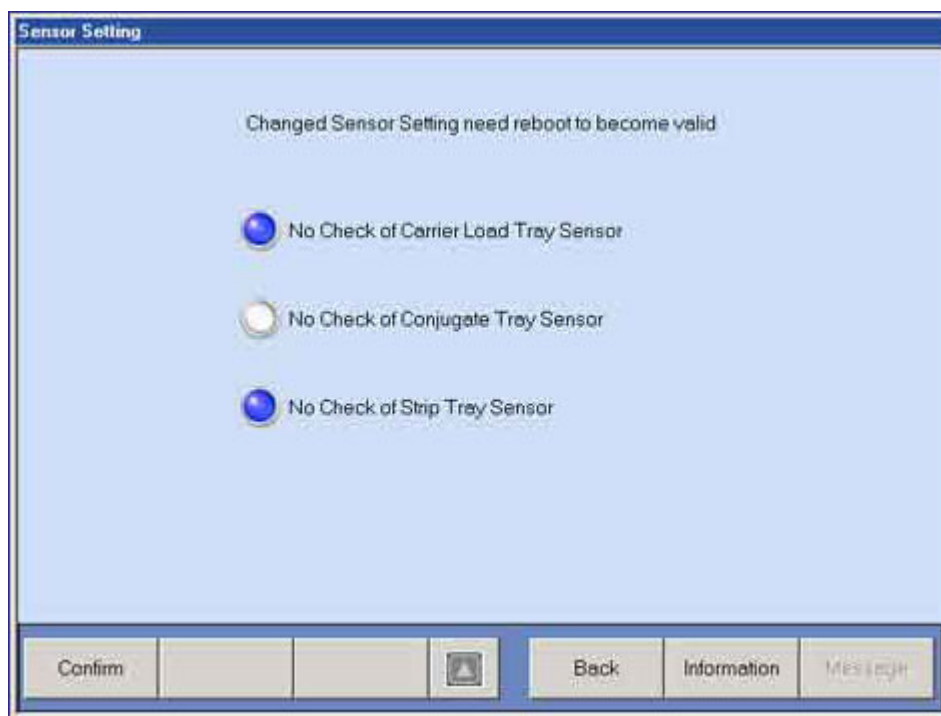 Sensor Setting
Changed Sensor Setting need reboot to become valid
No Check of Carrier Load Tray Sensor
No Check of Conjugate Tray Sensor
No Check of Strip Tray Sensor
Confirm Back Information Message